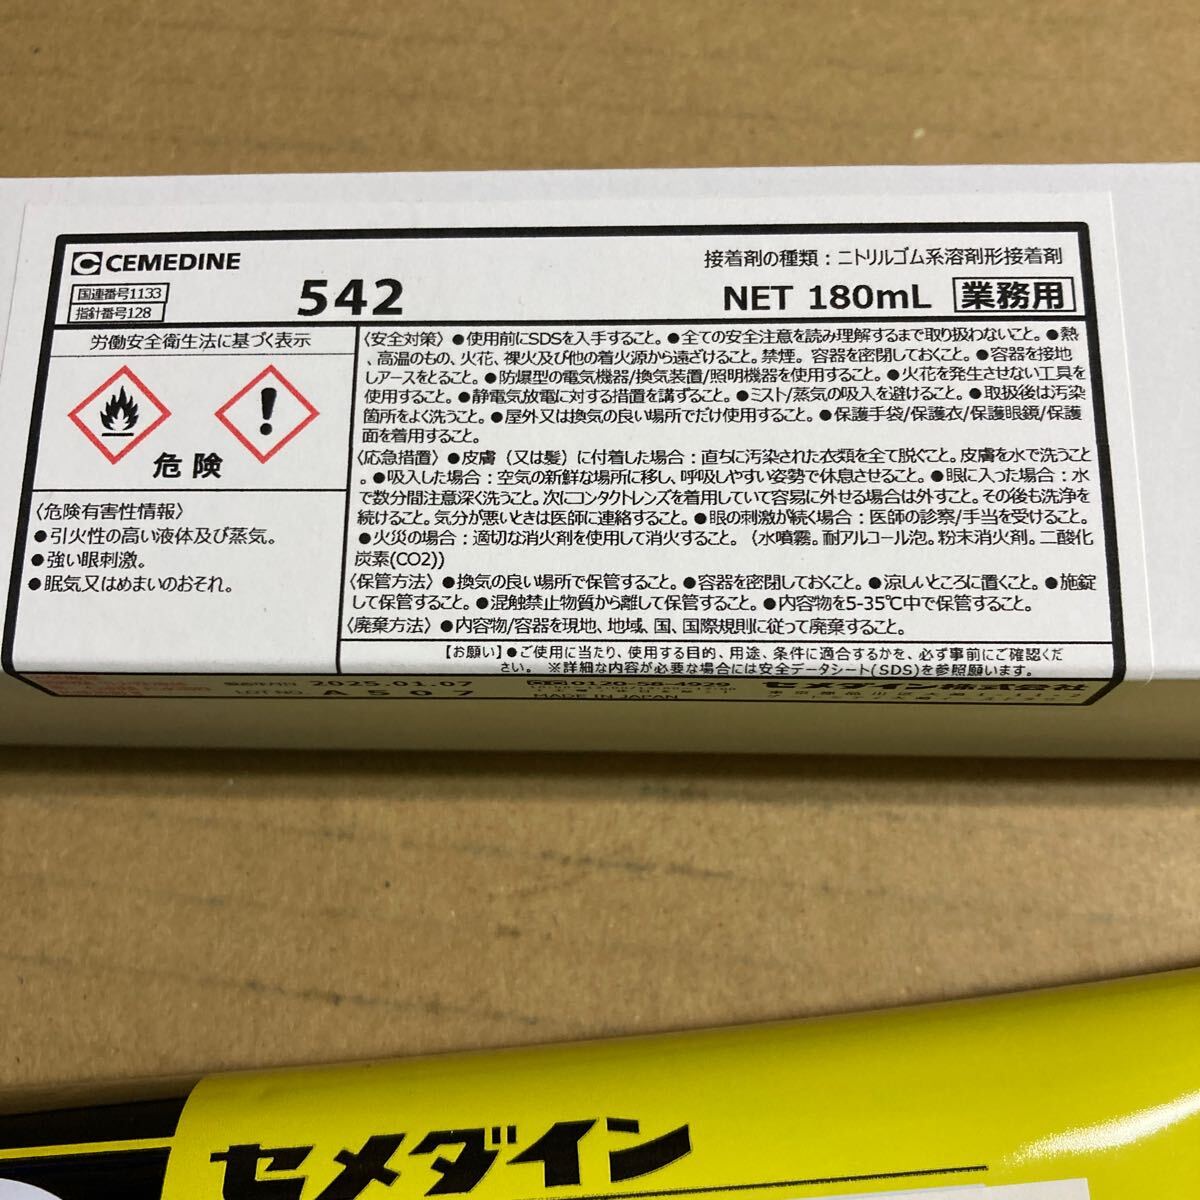 CEMEDINE
国連番号1133
指針番号128
542
接着剤の種類：ニトリルゴム系溶剤形接着剤
NET 180mL 業務用
労働安全衛生法に基づく表示
危険
〈危険有害性情報〉
●引火性の高い液体及び蒸気。
●強い眼刺激。
●眠気又はめまいのおそれ。
〈安全対策〉●使用前にSDSを入手すること。●全ての安全注意を読み理解するまで取り扱わないこと。●熱
、高温のもの、火花、裸火及び他の着火源から遠ざけること。禁煙。容器を密閉しておくこと。●容器を接地
しアースをとること。●防爆型の電気機器/換気装置/照明機器を使用すること。●火花を発生させない工具を
使用すること。●静電気放電に対する措置を講ずること。●ミスト/蒸気の吸入を避けること。●取扱後は汚染
箇所をよく洗うこと。●屋外又は換気の良い場所でだけ使用すること。●保護手袋/保護衣/保護眼鏡/保護
面を着用すること。
〈応急措置〉●皮膚（又は髪）に付着した場合：直ちに汚染された衣類を全て脱ぐこと。皮膚を水で洗うこと
。●吸入した場合：空気の新鮮な場所に移し、呼吸しやすい姿勢で休息させること。●眼に入った場合：水
で数分間注意深く洗うこと。次にコンタクトレンズを着用していて容易に外せる場合は外すこと。その後も洗浄を
続けること。気分が悪いときは医師に連絡すること。●眼の刺激が続く場合：医師の診察/手当を受けること。
●火災の場合：適切な消火剤を使用して消火すること。（水噴霧。耐アルコール泡。粉末消火剤。二酸化
炭素(CO2)）
〈保管方法〉●換気の良い場所で保管すること。●容器を密閉しておくこと。●涼しいところに置くこと。●施錠
して保管すること。●混触禁止物質から離して保管すること。●内容物を5-35℃中で保管すること。
〈廃棄方法〉●内容物/容器を現地、地域、国、国際規則に従って廃棄すること。
【お願い】●ご使用に当たり、使用する目的、用途、条件に適合するかを、必ず事前にご確認くだ
さい。 ※詳細な内容が必要な場合には安全データシート(SDS)を参照願います。
2025.01.07
LOT NO. A507
0120-58-4929
MADE IN JAPAN
セメダイン株式会社
セメダイン